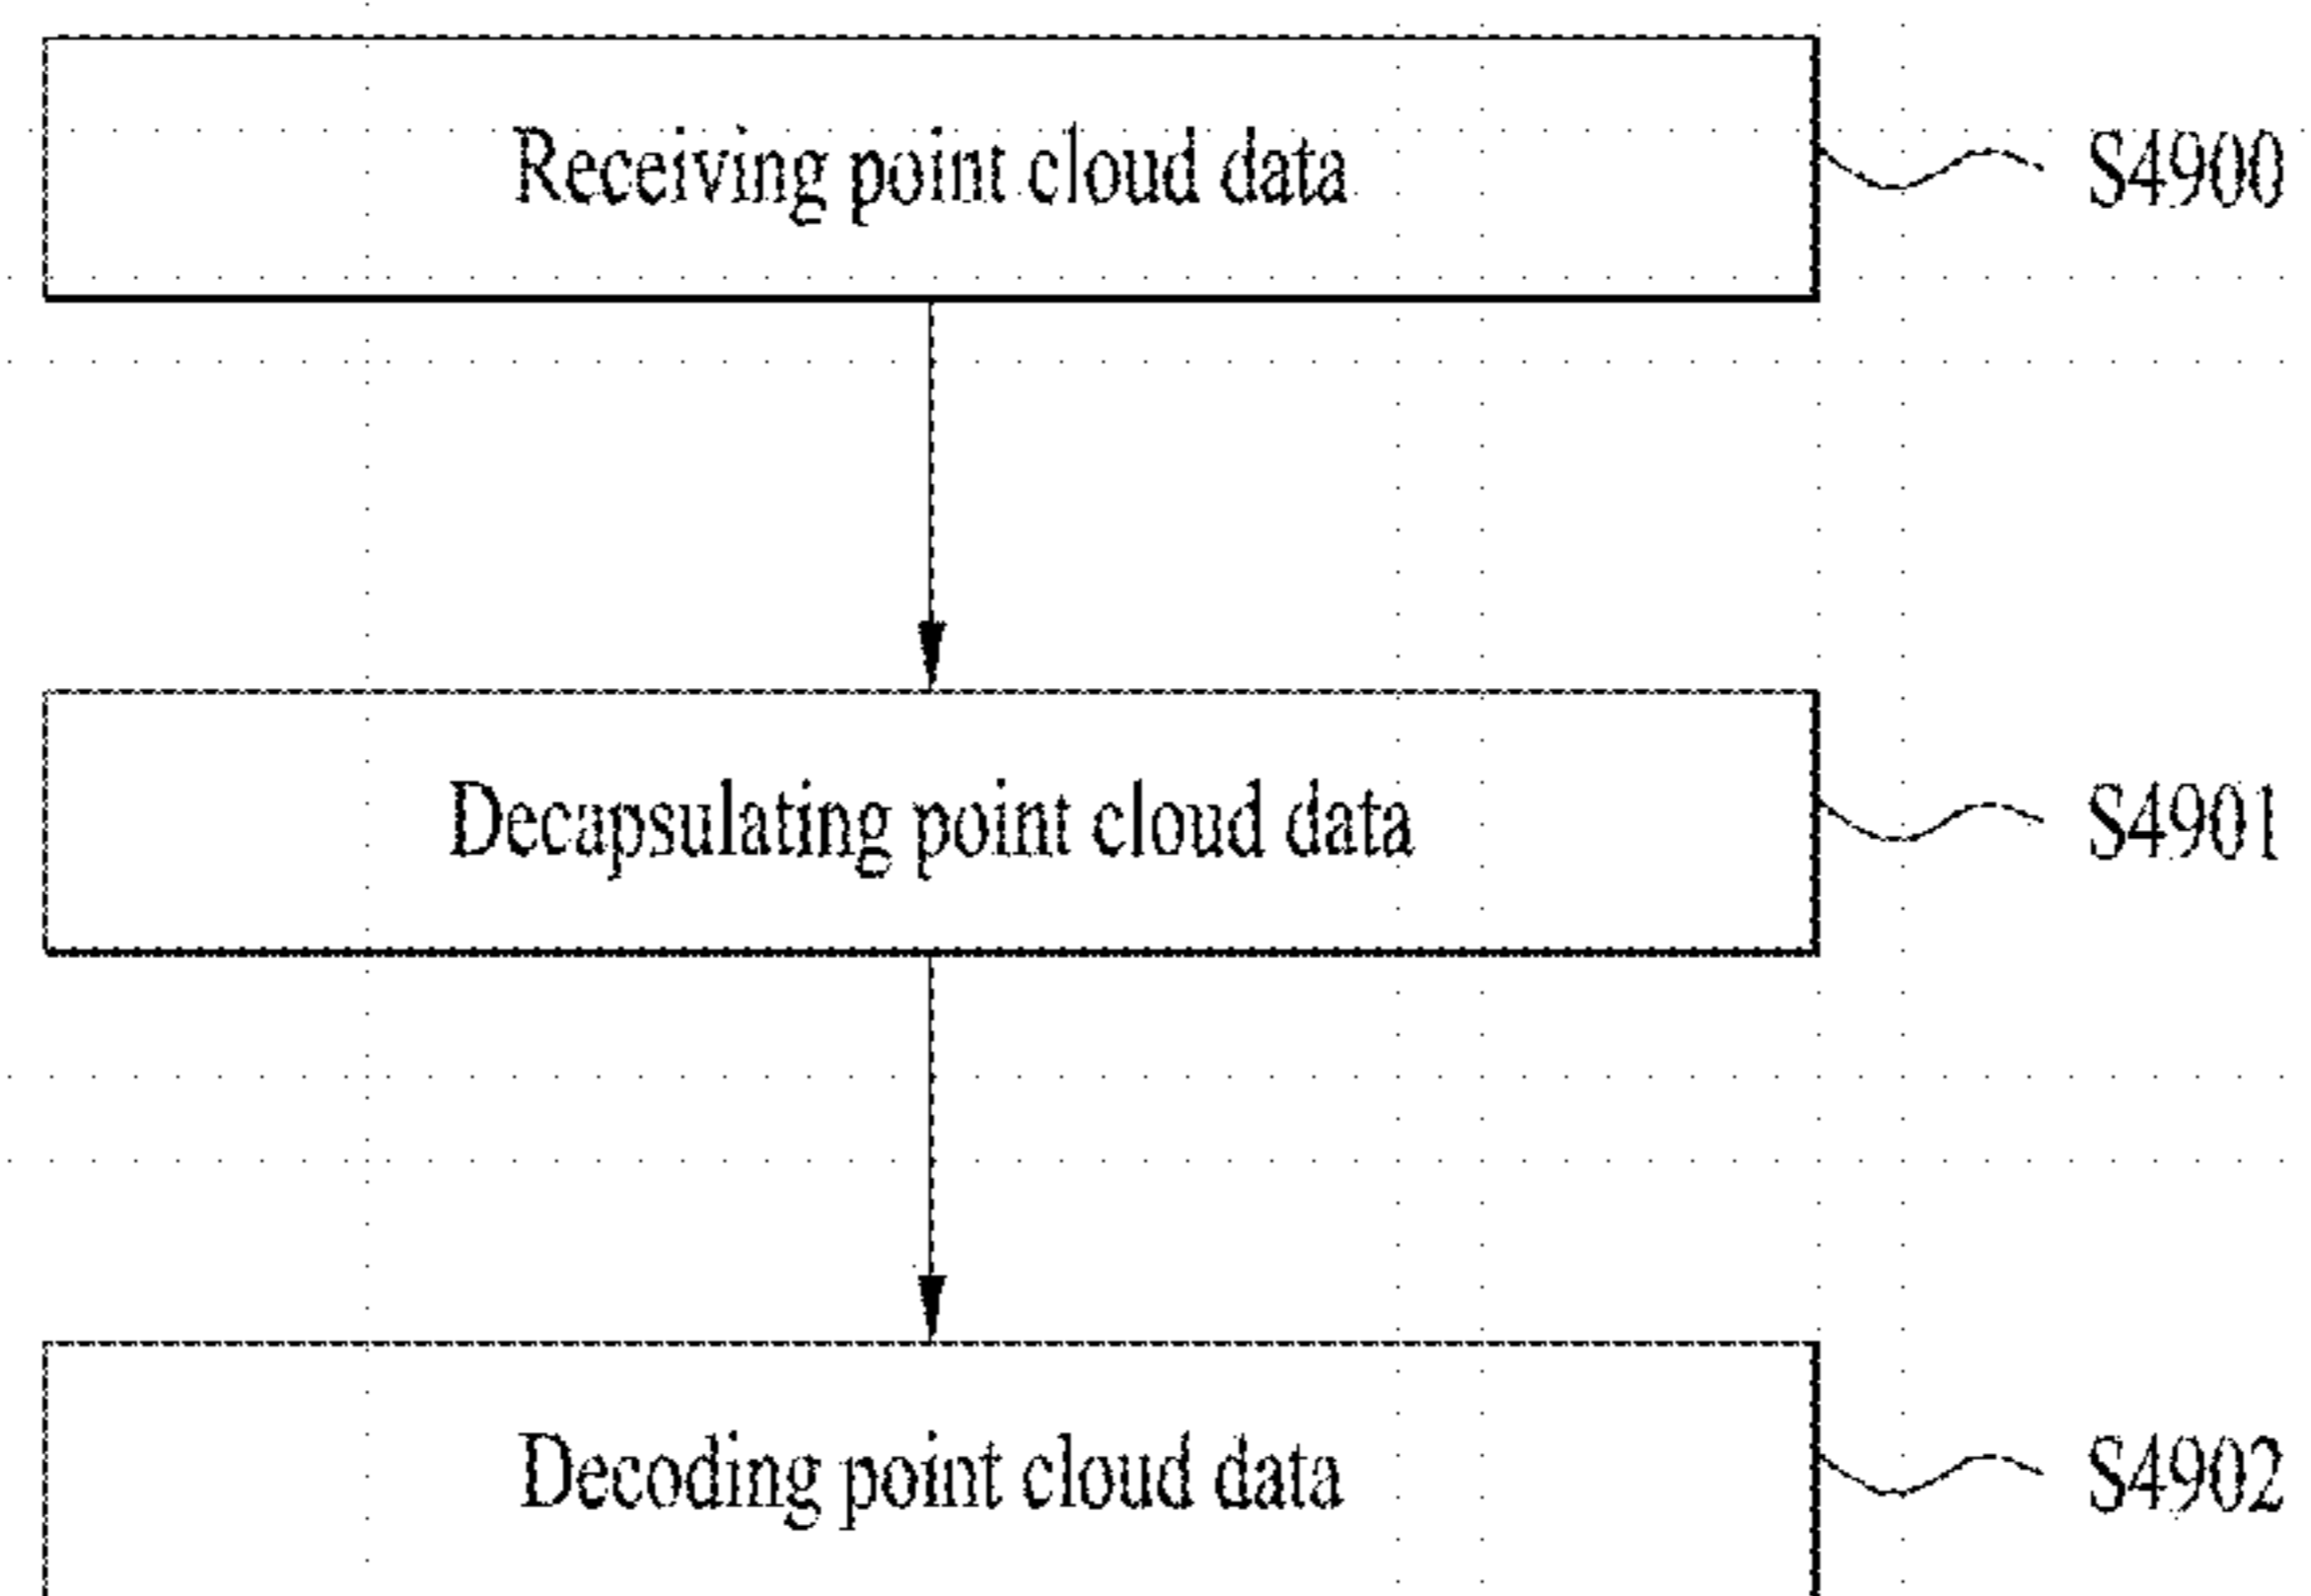 Receiving point cloud data S4900
Decapsulating point cloud data S4901
Decoding point cloud data S4902